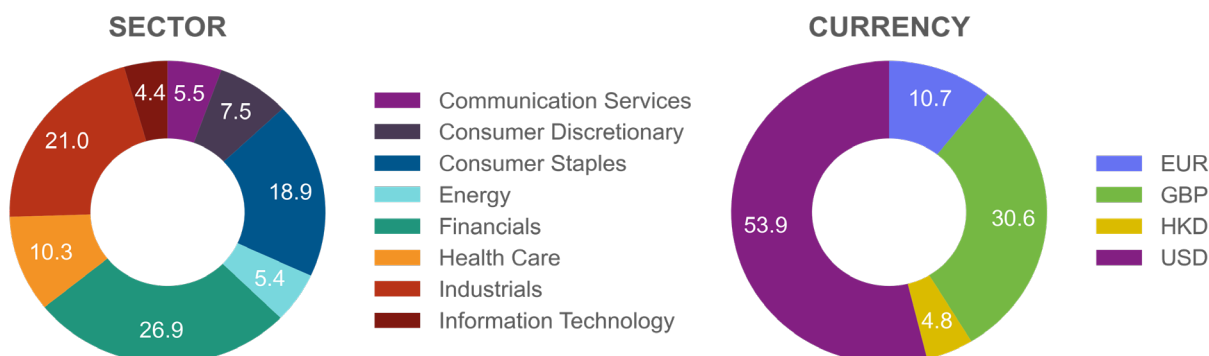 SECTOR
4.4
5.5
7.5
21.0
18.9
10.3
5.4
26.9
Communication Services
Consumer Discretionary
Consumer Staples
Energy
Financials
Health Care
Industrials
Information Technology
CURRENCY
10.7
53.9
30.6
4.8
EUR
GBP
HKD
USD